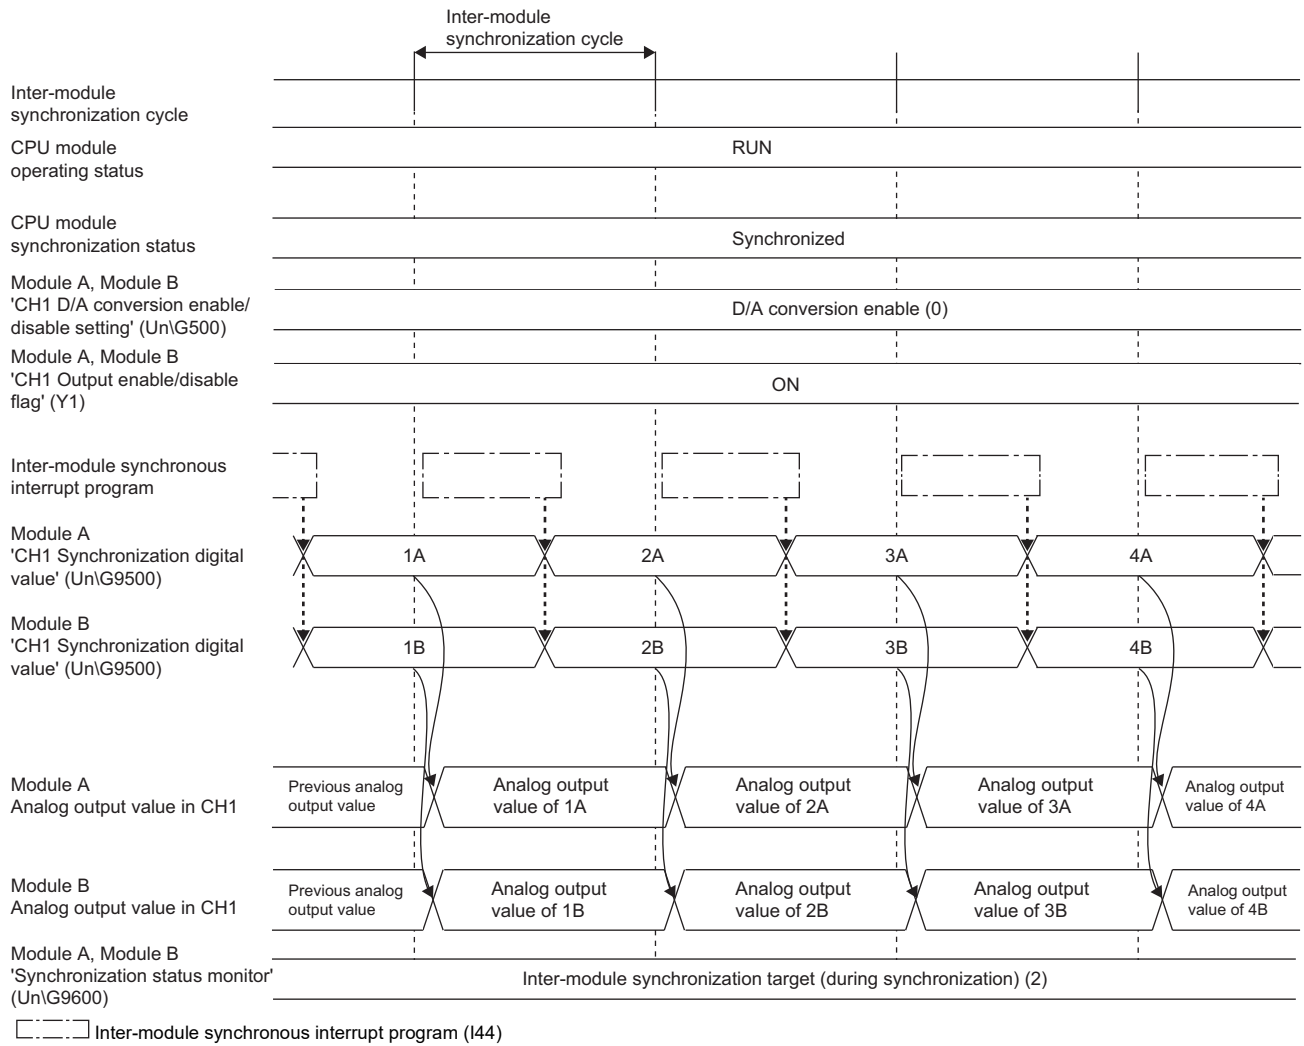 Inter-module
synchronization cycle
Inter-module
synchronization cycle
CPU module
operating status
RUN
CPU module
synchronization status
Synchronized
Module A, Module B
'CH1 D/A conversion enable/
disable setting' (Un\G500)
D/A conversion enable (0)
Module A, Module B
'CH1 Output enable/disable
flag' (Y1)
ON
Inter-module synchronous
interrupt program
Module A
'CH1 Synchronization digital
value' (Un\G9500)
1A
2A
3A
4A
Module B
'CH1 Synchronization digital
value' (Un\G9500)
1B
2B
3B
4B
Module A
Analog output value in CH1
Previous analog
output value
Analog output
value of 1A
Analog output
value of 2A
Analog output
value of 3A
Analog output
value of 4A
Module B
Analog output value in CH1
Previous analog
output value
Analog output
value of 1B
Analog output
value of 2B
Analog output
value of 3B
Analog output
value of 4B
Module A, Module B
'Synchronization status monitor'
(Un\G9600)
Inter-module synchronization target (during synchronization) (2)
Inter-module synchronous interrupt program (I44)